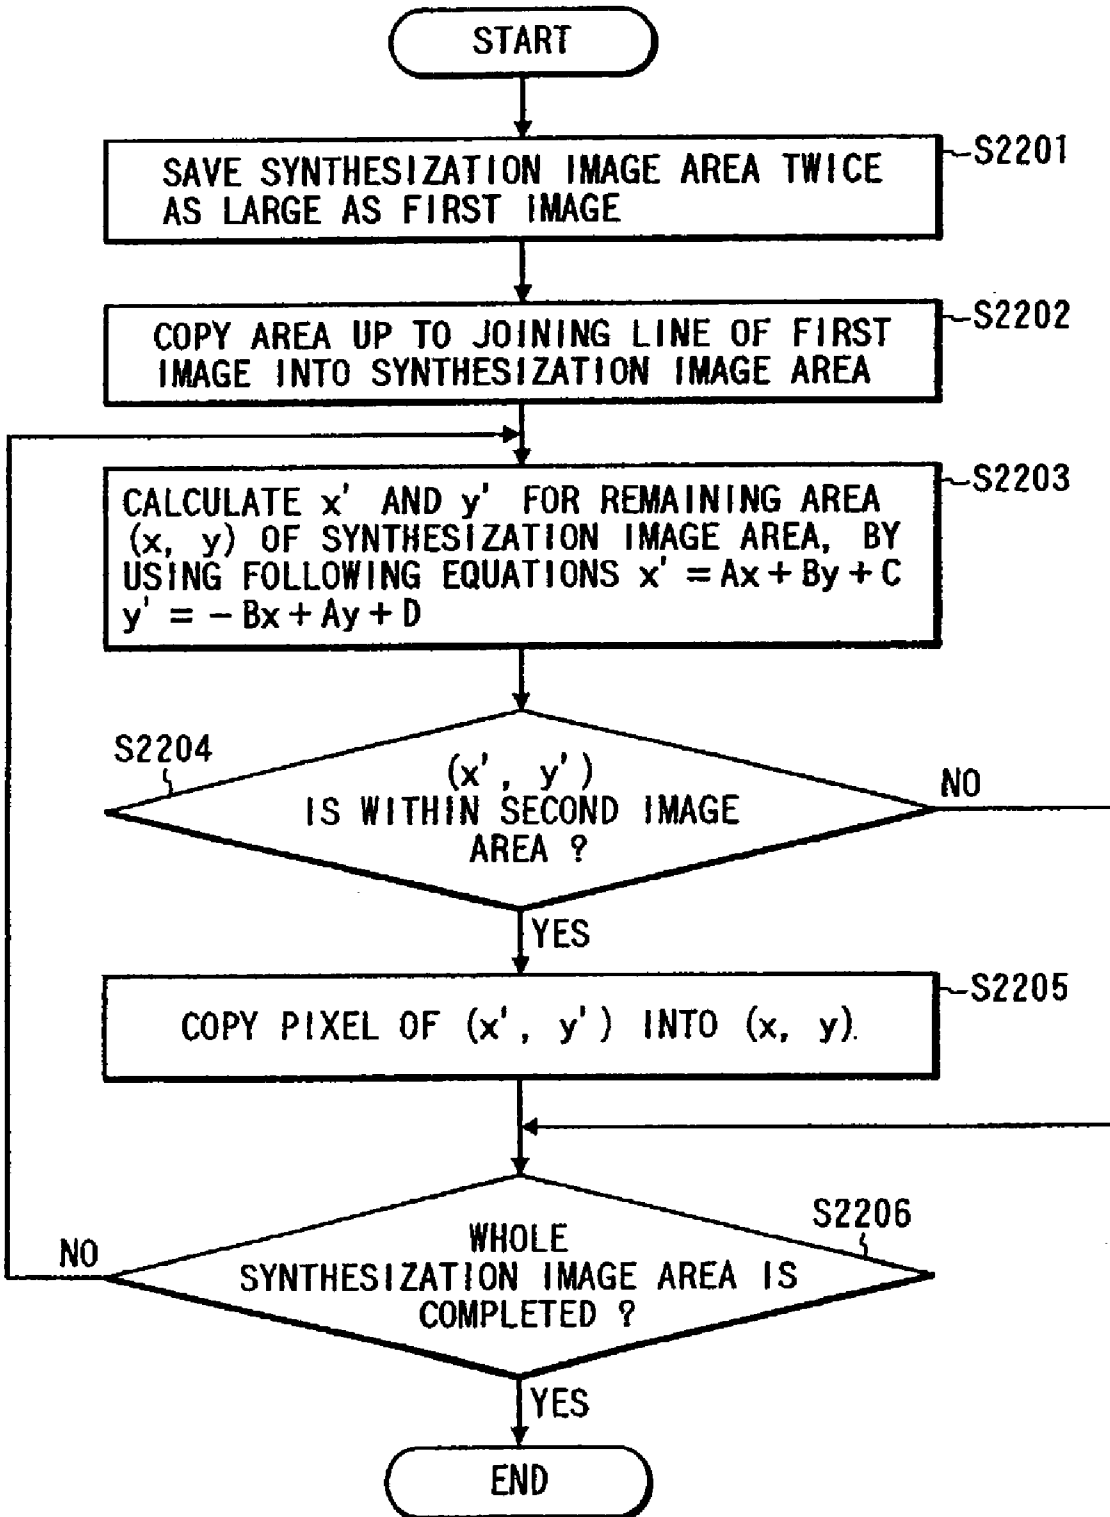 START
S2201
SAVE SYNTHESIZATION IMAGE AREA TWICE
AS LARGE AS FIRST IMAGE
S2202
COPY AREA UP TO JOINING LINE OF FIRST
IMAGE INTO SYNTHESIZATION IMAGE AREA
S2203
CALCULATE x' AND y' FOR REMAINING AREA
(x, y) OF SYNTHESIZATION IMAGE AREA, BY
USING FOLLOWING EQUATIONS x' = Ax + By + C
y' = - Bx + Ay + D
S2204
(x', y')
IS WITHIN SECOND IMAGE
AREA ?
NO
YES
S2205
COPY PIXEL OF (x', y') INTO (x, y).
S2206
WHOLE
SYNTHESIZATION IMAGE AREA IS
COMPLETED ?
NO
YES
END